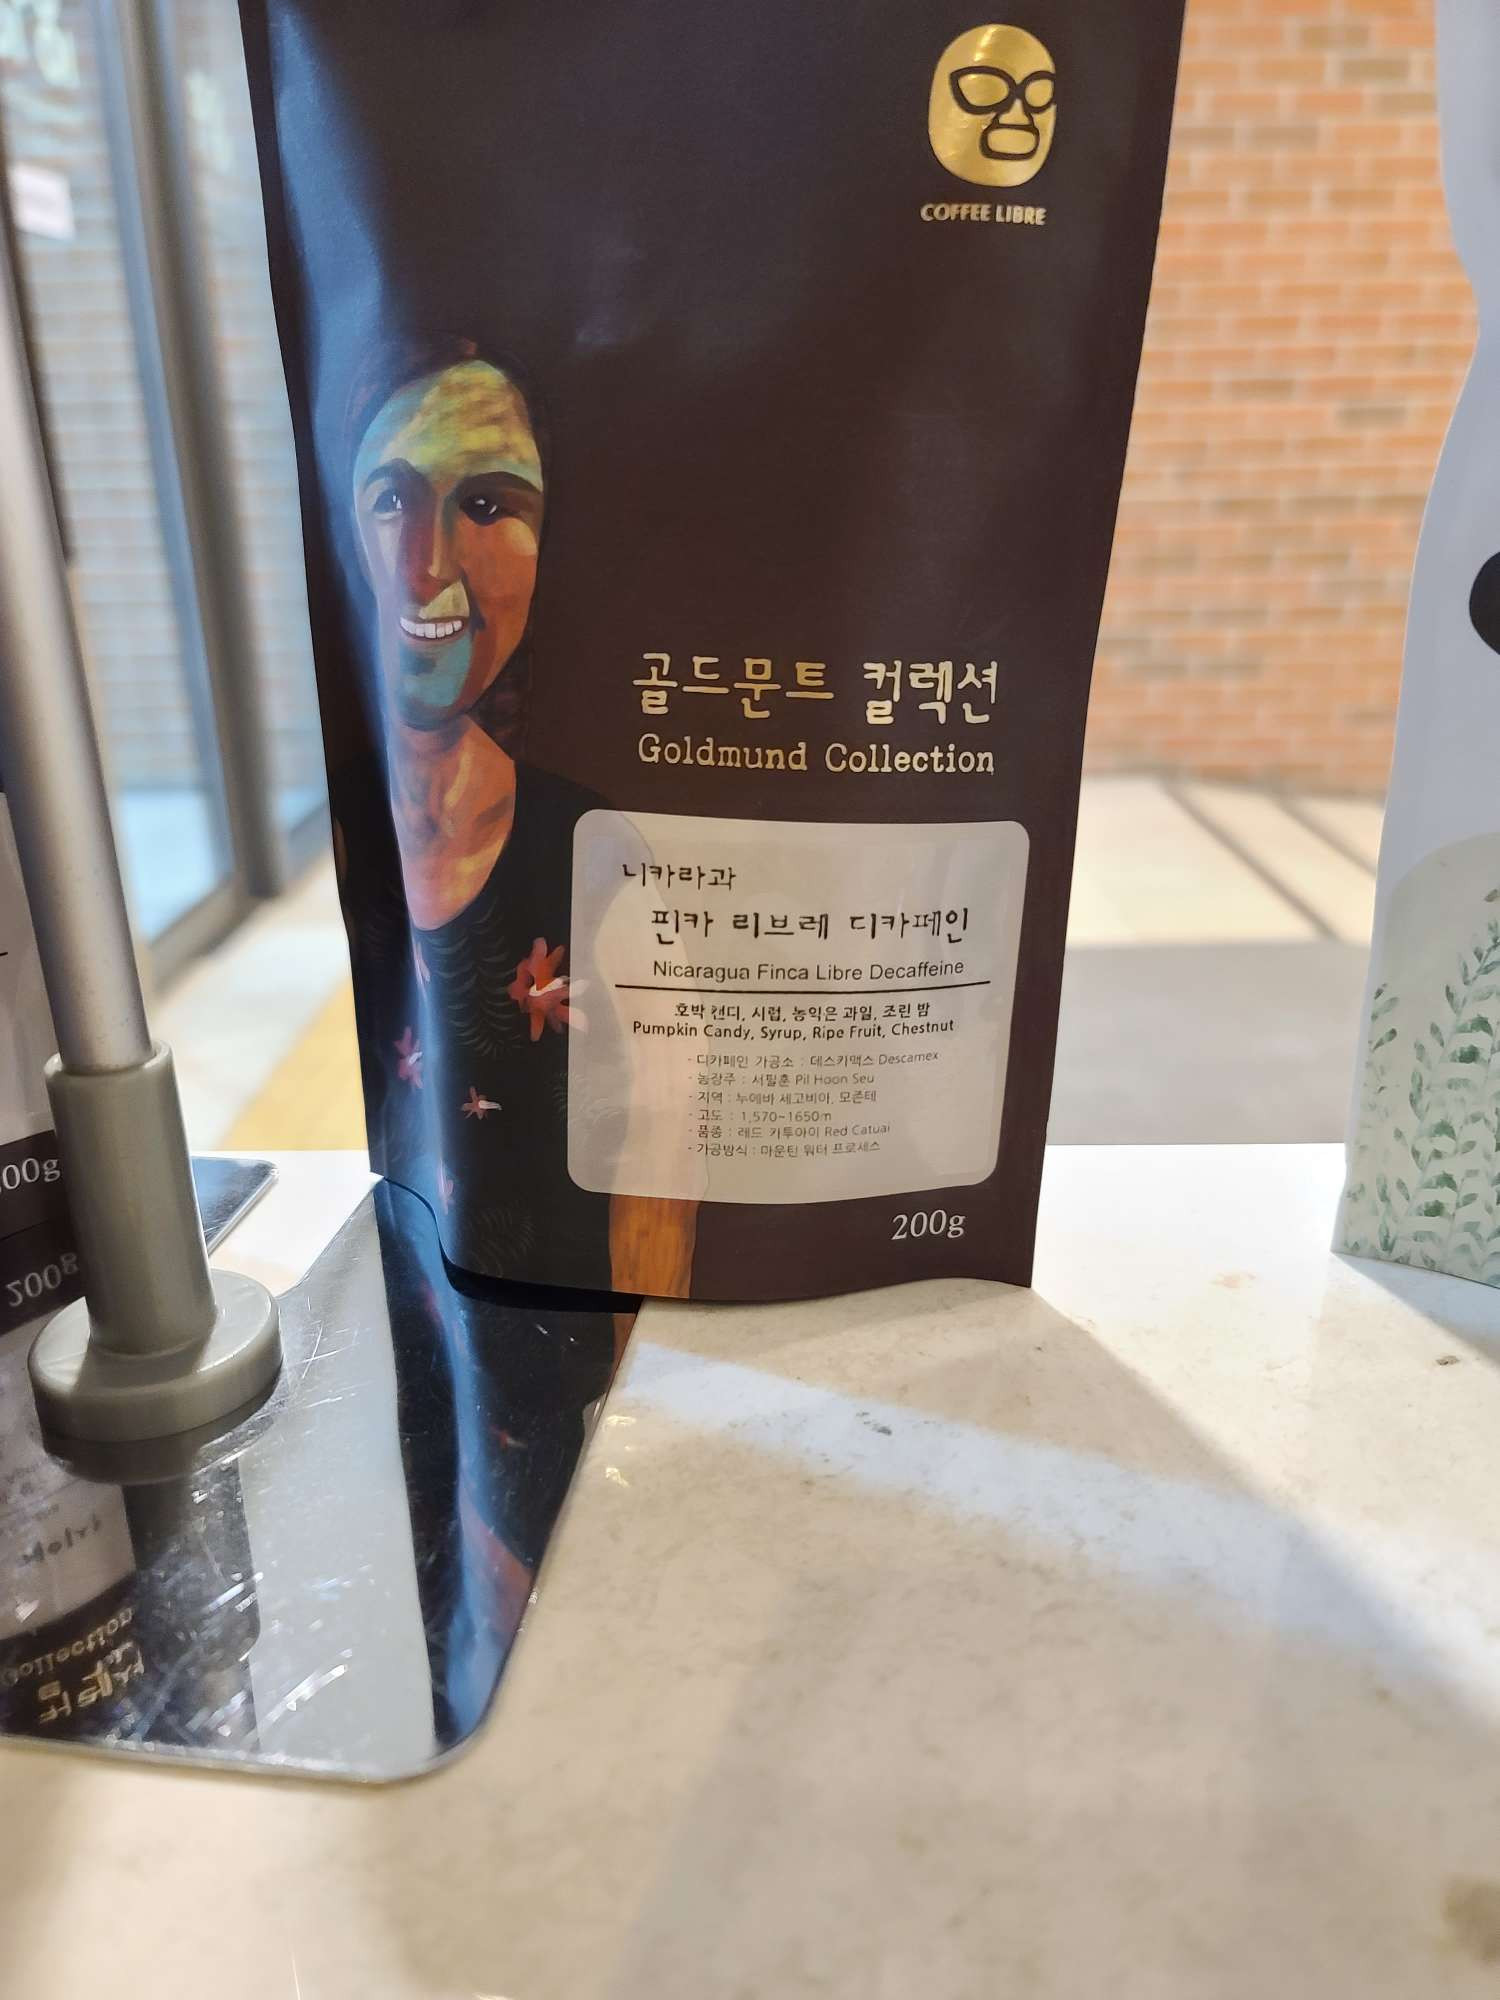 COFFEE LIBRE
골드문트 컬렉션
Goldmund Collection
니카라과
핀카 리브레 디카페인
Nicaragua Finca Libre Decaffeine
호박 캔디, 시럽, 농익은 과일, 조린 밤
Pumpkin Candy, Syrup, Ripe Fruit, Chestnut
- 디카페인 가공소 : 데스카멕스 Descamex
- 농장주 : 서필훈 Pil Hoon Seu
- 지역 : 누에바 세고비아, 모존테
- 고도 : 1,570~1650m
- 품종 : 레드 카투아이 Red Catuai
- 가공방식 : 마운틴 워터 프로세스
200g
200g
Collection